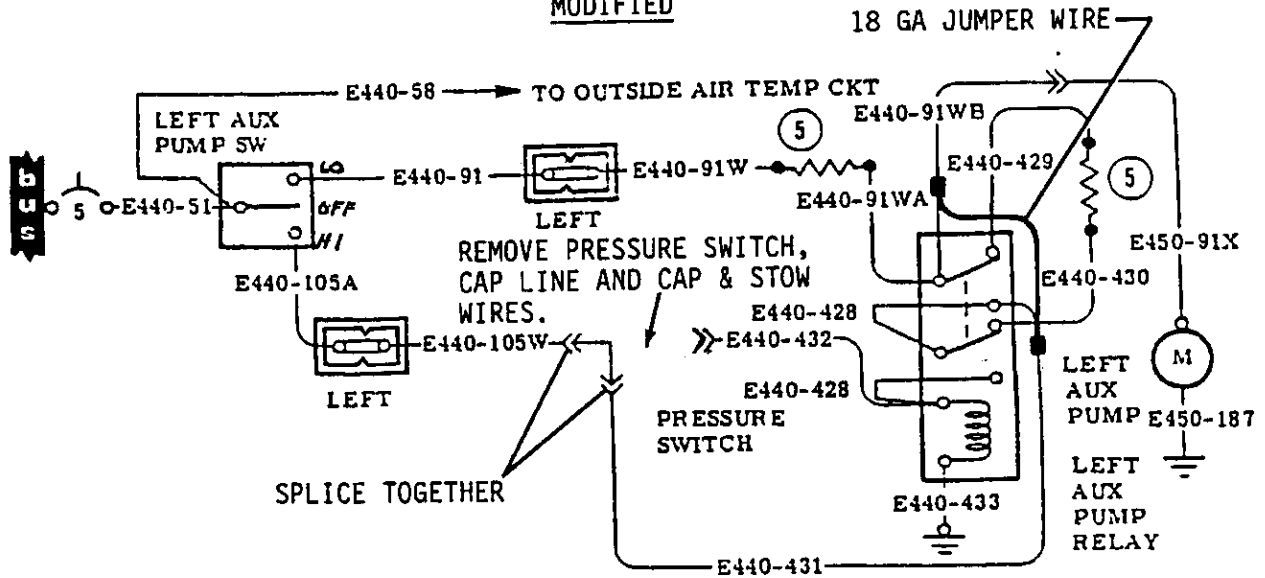 MODIFIED
18 GA JUMPER WIRE
E440-58
TO OUTSIDE AIR TEMP CKT
E440-91WB
LEFT AUX
PUMP SW
5
bus
5
E440-51
LO
OFF
HI
E440-91
LEFT
E440-91W
E440-429
5
E440-91WA
E450-91X
E440-105A
REMOVE PRESSURE SWITCH,
CAP LINE AND CAP & STOW
WIRES.
E440-430
E440-428
E440-105W
LEFT
E440-432
E440-428
PRESSURE
SWITCH
M
LEFT
AUX
PUMP
E450-187
SPLICE TOGETHER
E440-433
LEFT
AUX
PUMP
RELAY
E440-431